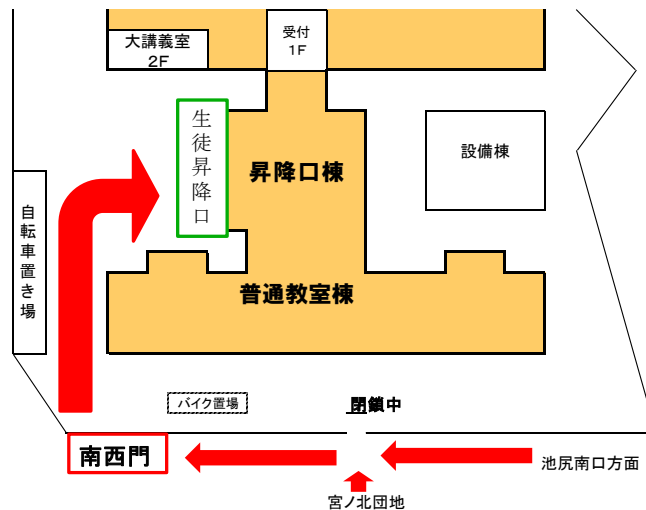 受付
1F
大講義室
2F
生徒昇降口
設備棟
昇降口棟
自転車置き場
普通教室棟
バイク置場
閉鎖中
南西門
池尻南口方面
宮ノ北団地